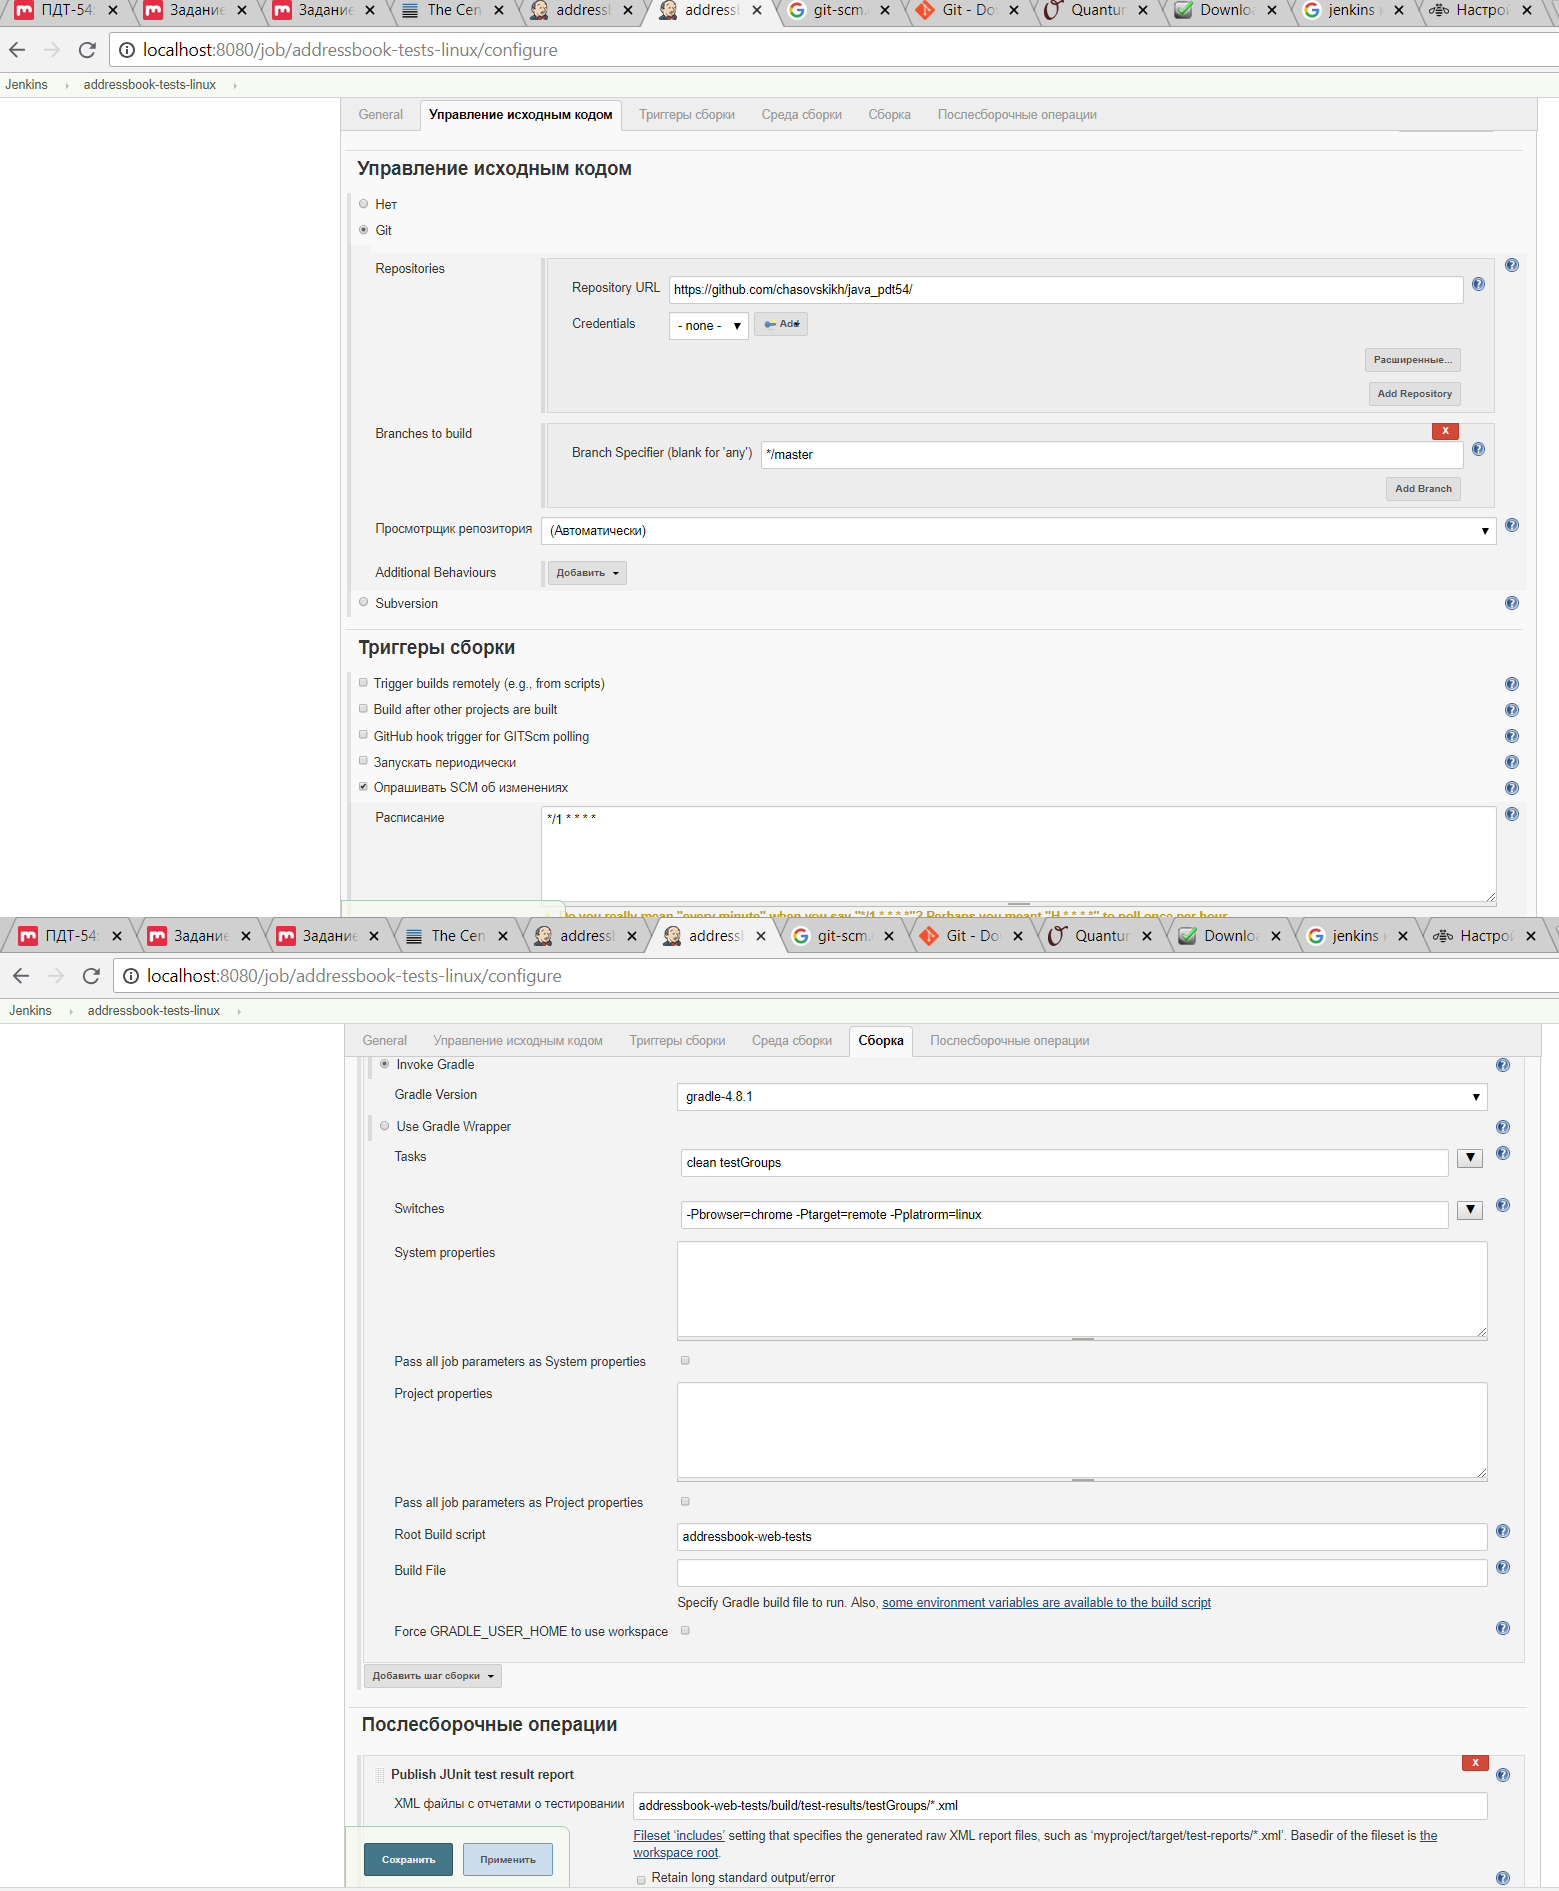 ПДТ-54
Задание
Задание
The Cen
address
address
git-scm.
Git - Do
Quantur
Downlo
jenkins
Настрой
localhost:8080/job/addressbook-tests-linux/configure
Jenkins
addressbook-tests-linux
General
Управление исходным кодом
Триггеры сборки
Среда сборки
Сборка
Послесборочные операции
Управление исходным кодом
Нет
Git
Repositories
Repository URL
https://github.com/chasovskikh/java_pdt54/
Credentials
- none -
Add
Расширенные...
Add Repository
Branches to build
X
Branch Specifier (blank for 'any')
*/master
Add Branch
Просмотрщик репозитория
(Автоматически)
Additional Behaviours
Добавить
Subversion
Триггеры сборки
Trigger builds remotely (e.g., from scripts)
Build after other projects are built
GitHub hook trigger for GITScm polling
Запускать периодически
Опрашивать SCM об изменениях
Расписание
*/1 * * * *
Do you really mean "every minute" when you say "*/1 * * * *"? Perhaps you meant "H * * * *" to poll once per hour
ПДТ-54
Задание
Задание
The Cen
address
address
git-scm.
Git - Do
Quantur
Downlo
jenkins
Настрой
localhost:8080/job/addressbook-tests-linux/configure
Jenkins
addressbook-tests-linux
General
Управление исходным кодом
Триггеры сборки
Среда сборки
Сборка
Послесборочные операции
Invoke Gradle
Gradle Version
gradle-4.8.1
Use Gradle Wrapper
Tasks
clean testGroups
Switches
-Pbrowser=chrome -Ptarget=remote -Pplatrorm=linux
System properties
Pass all job parameters as System properties
Project properties
Pass all job parameters as Project properties
Root Build script
addressbook-web-tests
Build File
Specify Gradle build file to run. Also, some environment variables are available to the build script
Force GRADLE_USER_HOME to use workspace
Добавить шаг сборки
Послесборочные операции
X
Publish JUnit test result report
XML файлы с отчетами о тестировании
addressbook-web-tests/build/test-results/testGroups/*.xml
Fileset 'includes' setting that specifies the generated raw XML report files, such as 'myproject/target/test-reports/*.xml'. Basedir of the fileset is the
workspace root.
Сохранить
Применить
Retain long standard output/error